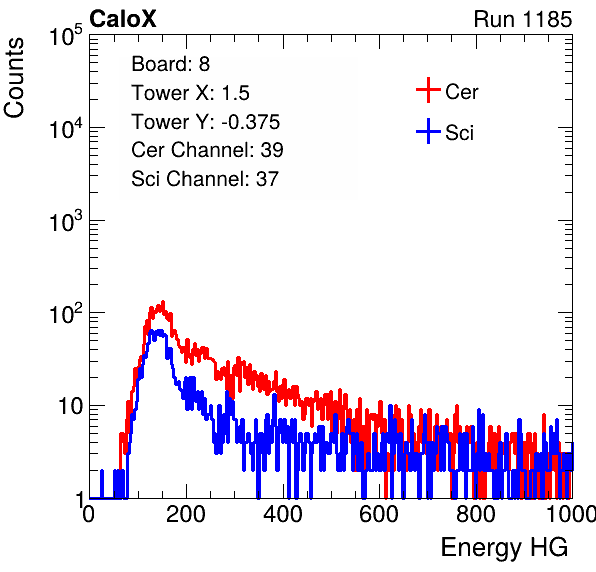 CaloX
Run 1185
Counts
10^5
10^4
10^3
10^2
10
1
Board: 8
Tower X: 1.5
Tower Y: -0.375
Cer Channel: 39
Sci Channel: 37
Cer
Sci
0 200 400 600 800 1000
Energy HG